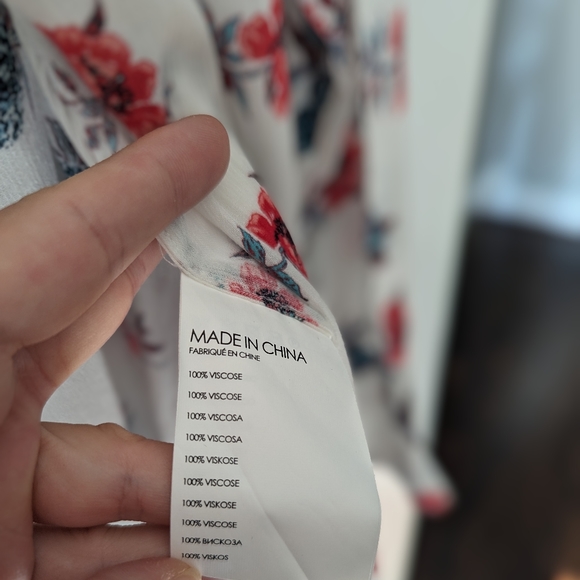 MADE IN CHINA
FABRIQUÉ EN CHINE
100% VISCOSE
100% VISCOSE
100% VISCOSA
100% VISCOSA
100% VISKOSE
100% VISCOSE
100% VISKOSE
100% VISCOSE
100% ВИСКОЗА
100% VISKOS